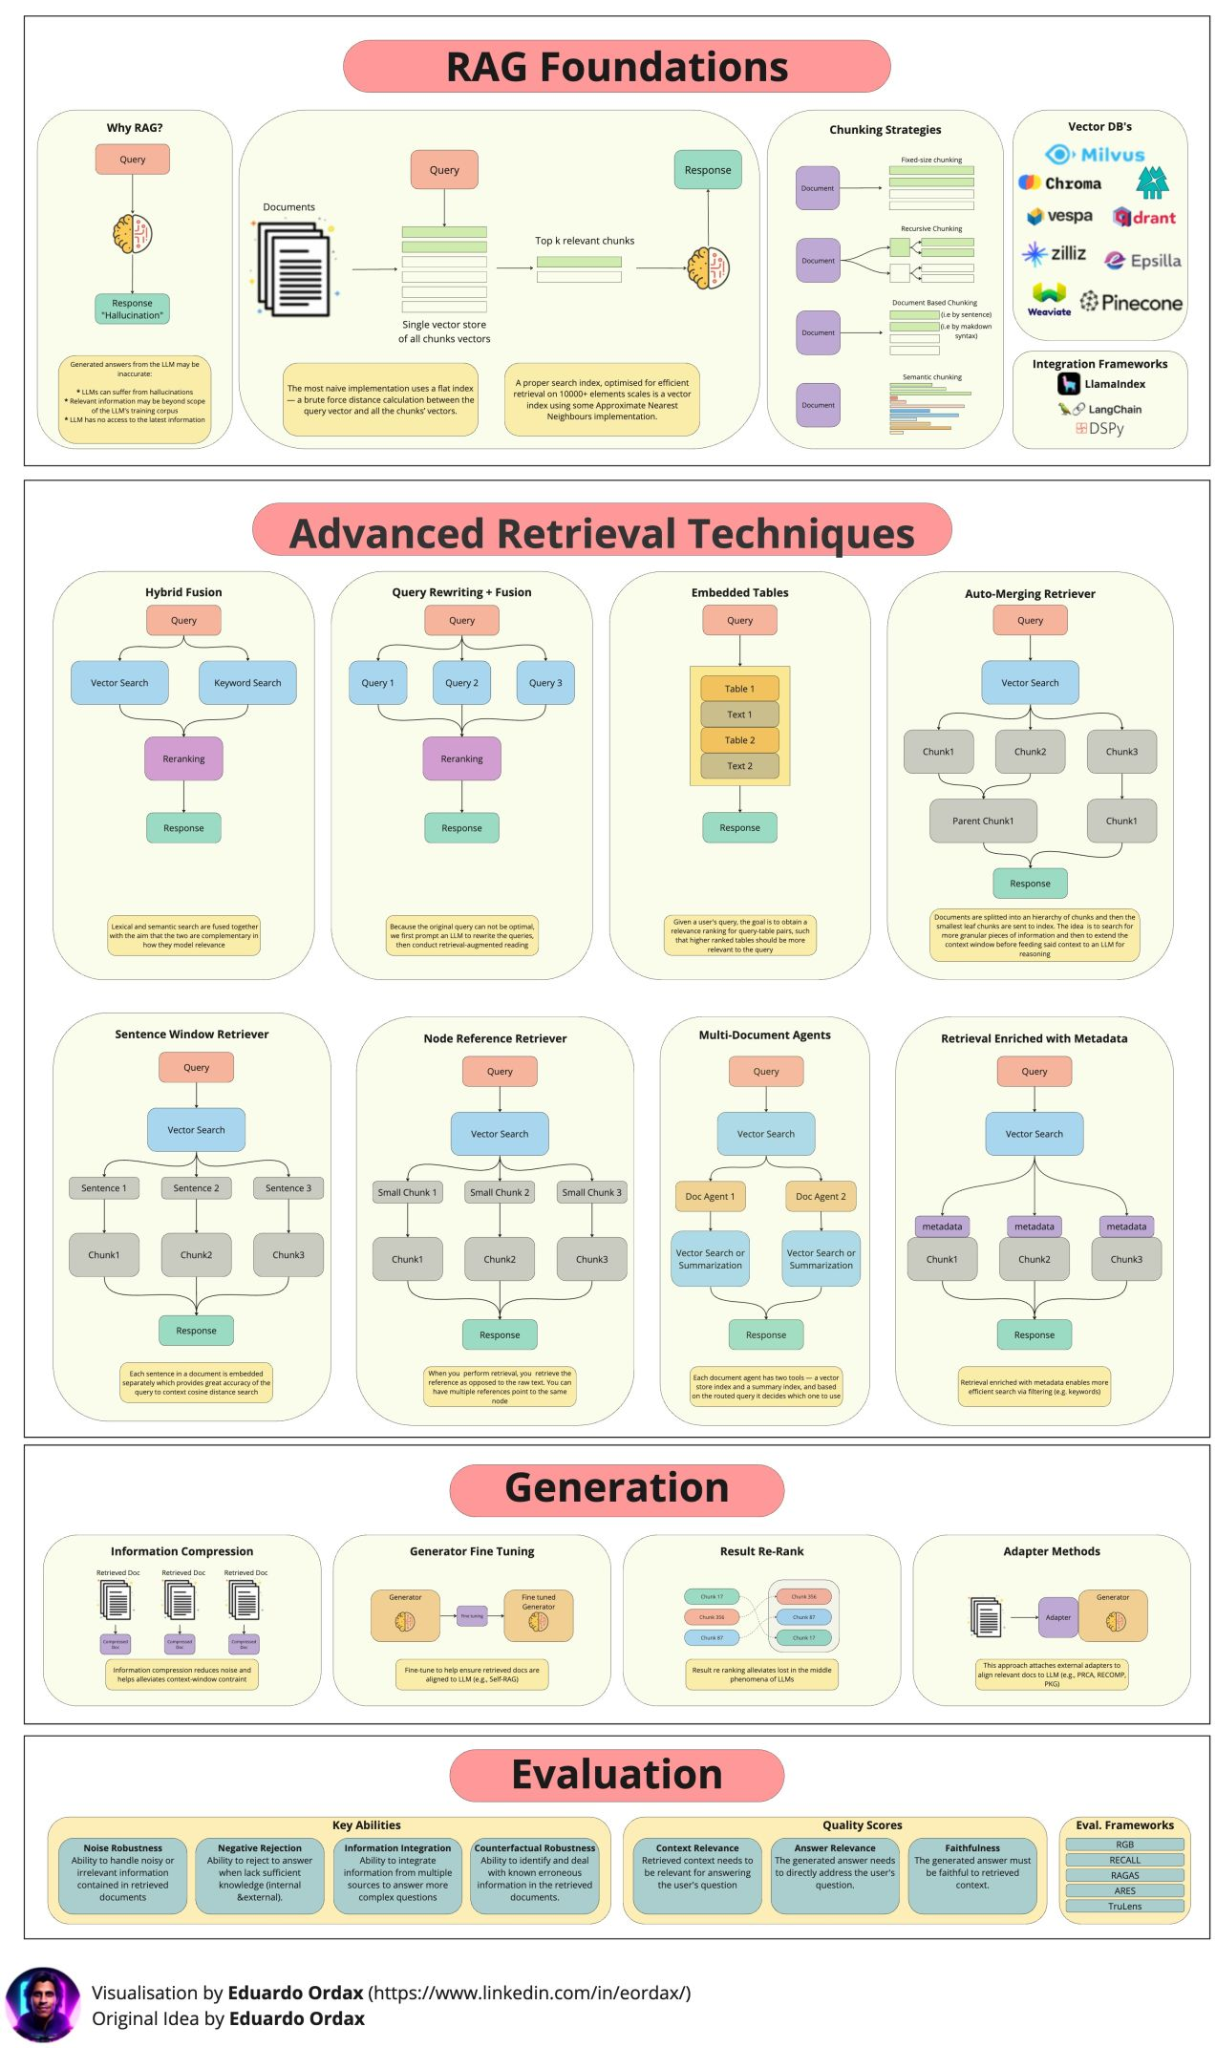 RAG Foundations
Why RAG?
Query
Response
"Hallucination"
Generated answers from the LLM may be
inaccurate:
* LLMs can suffer from hallucinations
* Relevant information may be beyond scope
of the LLM's training corpus
* LLM has no access to the latest information
Documents
Query
Response
Top k relevant chunks
Single vector store
of all chunks vectors
The most naive implementation uses a flat index
— a brute force distance calculation between the
query vector and all the chunks' vectors.
A proper search index, optimised for efficient
retrieval on 10000+ elements scales is a vector
index using some Approximate Nearest
Neighbours implementation.
Chunking Strategies
Fixed-size chunking
Document
Recursive Chunking
Document
Document Based Chunking
Document
(i.e by sentence)
(i.e by makdown
syntax)
Semantic chunking
Document
Vector DB's
Milvus
Chroma
vespa
qdrant
zilliz
Epsilla
Weaviate
Pinecone
Integration Frameworks
LlamaIndex
LangChain
DSPy
Advanced Retrieval Techniques
Hybrid Fusion
Query
Vector Search
Keyword Search
Reranking
Response
Lexical and semantic search are fused together
with the aim that the two are complementary in
how they model relevance
Query Rewriting + Fusion
Query
Query 1
Query 2
Query 3
Reranking
Response
Because the original query can not be optimal,
we first prompt an LLM to rewrite the queries,
then conduct retrieval-augmented reading
Embedded Tables
Query
Table 1
Text 1
Table 2
Text 2
Response
Given a user's query, the goal is to obtain a
relevance ranking for query-table pairs, such
that higher ranked tables should be more
relevant to the query
Auto-Merging Retriever
Query
Vector Search
Chunk1
Chunk2
Chunk3
Parent Chunk1
Chunk1
Response
Documents are splitted into an hierarchy of chunks and then the
smallest leaf chunks are sent to index. The idea is to search for
more granular pieces of information and then to extend the
context window before feeding said context to an LLM for
reasoning
Sentence Window Retriever
Query
Vector Search
Sentence 1
Sentence 2
Sentence 3
Chunk1
Chunk2
Chunk3
Response
Each sentence in a document is embedded
separately which provides great accuracy of the
query to context cosine distance search
Node Reference Retriever
Query
Vector Search
Small Chunk 1
Small Chunk 2
Small Chunk 3
Chunk1
Chunk2
Chunk3
Response
When you perform retrieval, you retrieve the
reference as opposed to the raw text. You can
have multiple references point to the same
node
Multi-Document Agents
Query
Vector Search
Doc Agent 1
Doc Agent 2
Vector Search or
Summarization
Vector Search or
Summarization
Response
Each document agent has two tools — a vector
store index and a summary index, and based
on the routed query it decides which one to use
Retrieval Enriched with Metadata
Query
Vector Search
metadata
metadata
metadata
Chunk1
Chunk2
Chunk3
Response
Retrieval enriched with metadata enables more
efficient search via filtering (e.g. keywords)
Generation
Information Compression
Retrieved Doc
Retrieved Doc
Retrieved Doc
Compressed
Doc
Compressed
Doc
Compressed
Doc
Information compression reduces noise and
helps alleviates context-window contraint
Generator Fine Tuning
Generator
Fine tuning
Fine tuned
Generator
Fine-tune to help ensure retrieved docs are
aligned to LLM (e.g., Self-RAG)
Result Re-Rank
Chunk 17
Chunk 356
Chunk 87
Chunk 356
Chunk 87
Chunk 17
Result re ranking alleviates lost in the middle
phenomena of LLMs
Adapter Methods
Adapter
Generator
This approach attaches external adapters to
align relevant docs to LLM (e.g., PRCA, RECOMP,
PKG)
Evaluation
Key Abilities
Noise Robustness
Ability to handle noisy or
irrelevant information
contained in retrieved
documents
Negative Rejection
Ability to reject to answer
when lack sufficient
knowledge (internal
&external).
Information Integration
Ability to integrate
information from multiple
sources to answer more
complex questions
Counterfactual Robustness
Ability to identify and deal
with known erroneous
information in the retrieved
documents.
Quality Scores
Context Relevance
Retrieved context needs to
be relevant for answering
the user's question
Answer Relevance
The generated answer needs
to directly address the user's
question.
Faithfulness
The generated answer must
be faithful to retrieved
context.
Eval. Frameworks
RGB
RECALL
RAGAS
ARES
TruLens
Visualisation by Eduardo Ordax (https://www.linkedin.com/in/eordax/)
Original Idea by Eduardo Ordax